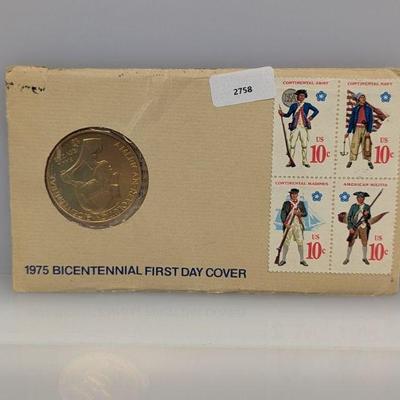 2758
CONTINENTAL ARMY
CONTINENTAL NAVY
US
10c
US
10c
CONTINENTAL MARINES
AMERICAN MILITIA
US
10c
US
10c
1975 BICENTENNIAL FIRST DAY COVER